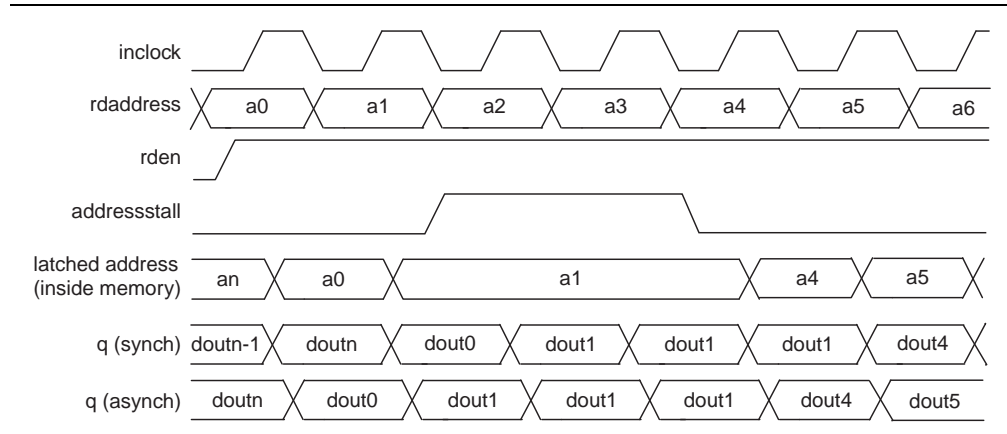 inclock
rdaddress a0 a1 a2 a3 a4 a5 a6
rden
addressstall
latched address
(inside memory) an a0 a1 a4 a5
q (synch) doutn-1 doutn dout0 dout1 dout1 dout1 dout4
q (asynch) doutn dout0 dout1 dout1 dout1 dout4 dout5